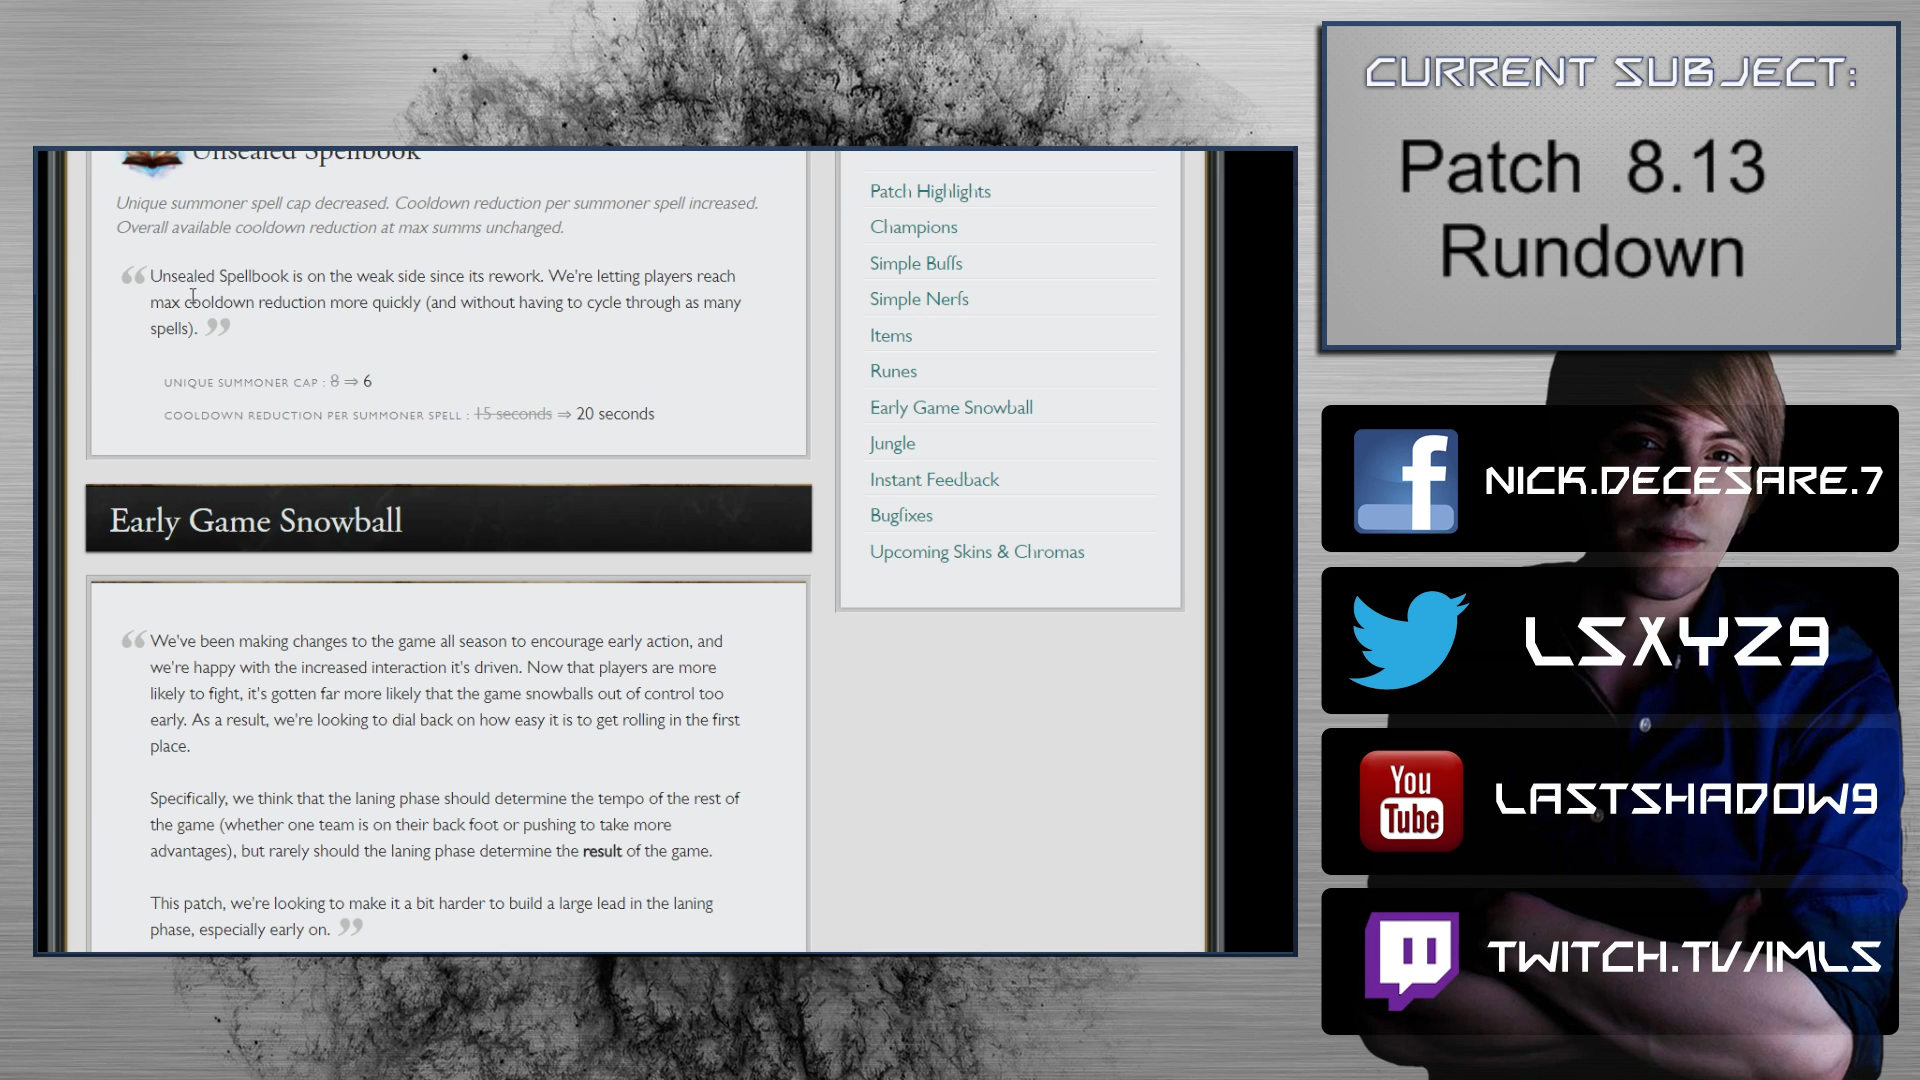 Unsealed Spellbook
Unique summoner spell cap decreased. Cooldown reduction per summoner spell increased.
Overall available cooldown reduction at max summs unchanged.
“ Unsealed Spellbook is on the weak side since its rework. We're letting players reach
max cooldown reduction more quickly (and without having to cycle through as many
spells). ”
UNIQUE SUMMONER CAP : 8 ⇒ 6
COOLDOWN REDUCTION PER SUMMONER SPELL : 15 seconds ⇒ 20 seconds
Early Game Snowball
“ We've been making changes to the game all season to encourage early action, and
we're happy with the increased interaction it's driven. Now that players are more
likely to fight, it's gotten far more likely that the game snowballs out of control too
early. As a result, we're looking to dial back on how easy it is to get rolling in the first
place.
Specifically, we think that the laning phase should determine the tempo of the rest of
the game (whether one team is on their back foot or pushing to take more
advantages), but rarely should the laning phase determine the result of the game.
This patch, we're looking to make it a bit harder to build a large lead in the laning
phase, especially early on. ”
Patch Highlights
Champions
Simple Buffs
Simple Nerfs
Items
Runes
Early Game Snowball
Jungle
Instant Feedback
Bugfixes
Upcoming Skins & Chromas
CURRENT SUBJECT:
Patch 8.13
Rundown
f
NICK.DECESARE.7
LSXYZ9
You
Tube
LASTSHADOW9
TWITCH.TV/IMLS